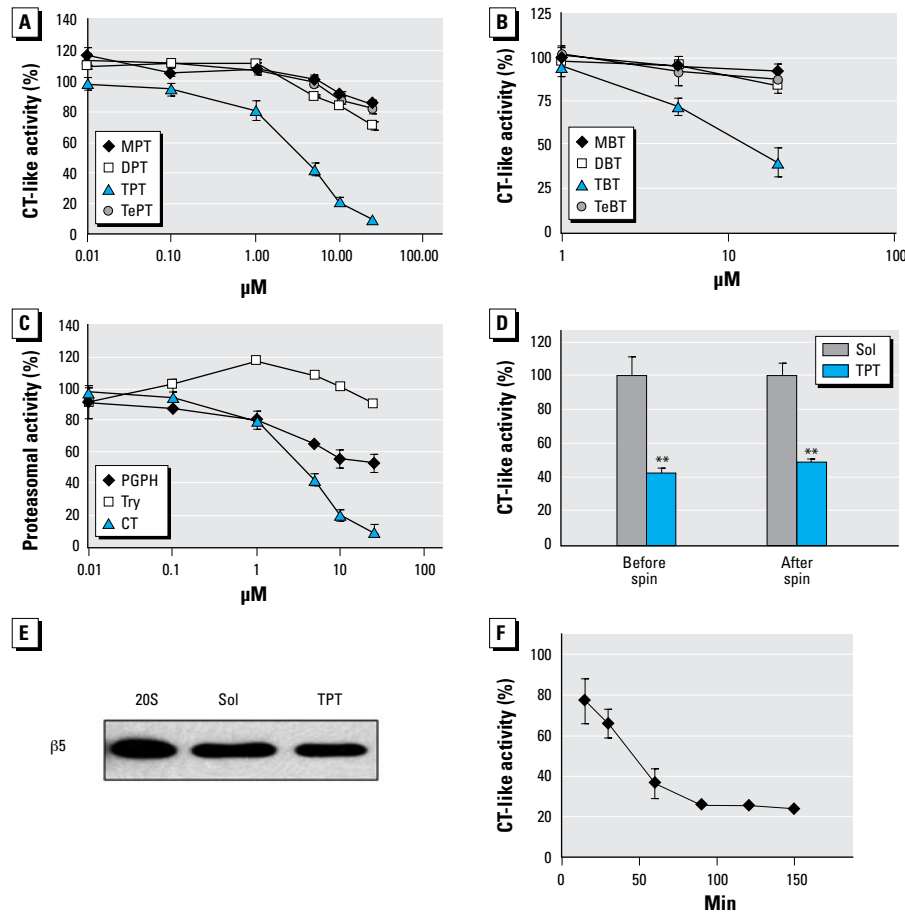 A
CT-like activity (%)
140
120
100
80
60
40
20
0
MPT
DPT
TPT
TePT
0.01
0.10
1.00
10.00
100.00
µM
B
CT-like activity (%)
125
100
75
50
25
0
MBT
DBT
TBT
TeBT
1
10
100
µM
C
Proteasomal activity (%)
140
120
100
80
60
40
20
0
PGPH
Try
CT
0.01
0.1
1
10
100
µM
D
CT-like activity (%)
120
100
80
60
40
20
0
Sol
TPT
**
**
Before
spin
After
spin
E
20S Sol TPT
β5
F
CT-like activity (%)
100
80
60
40
20
0
0
50
100
150
Min